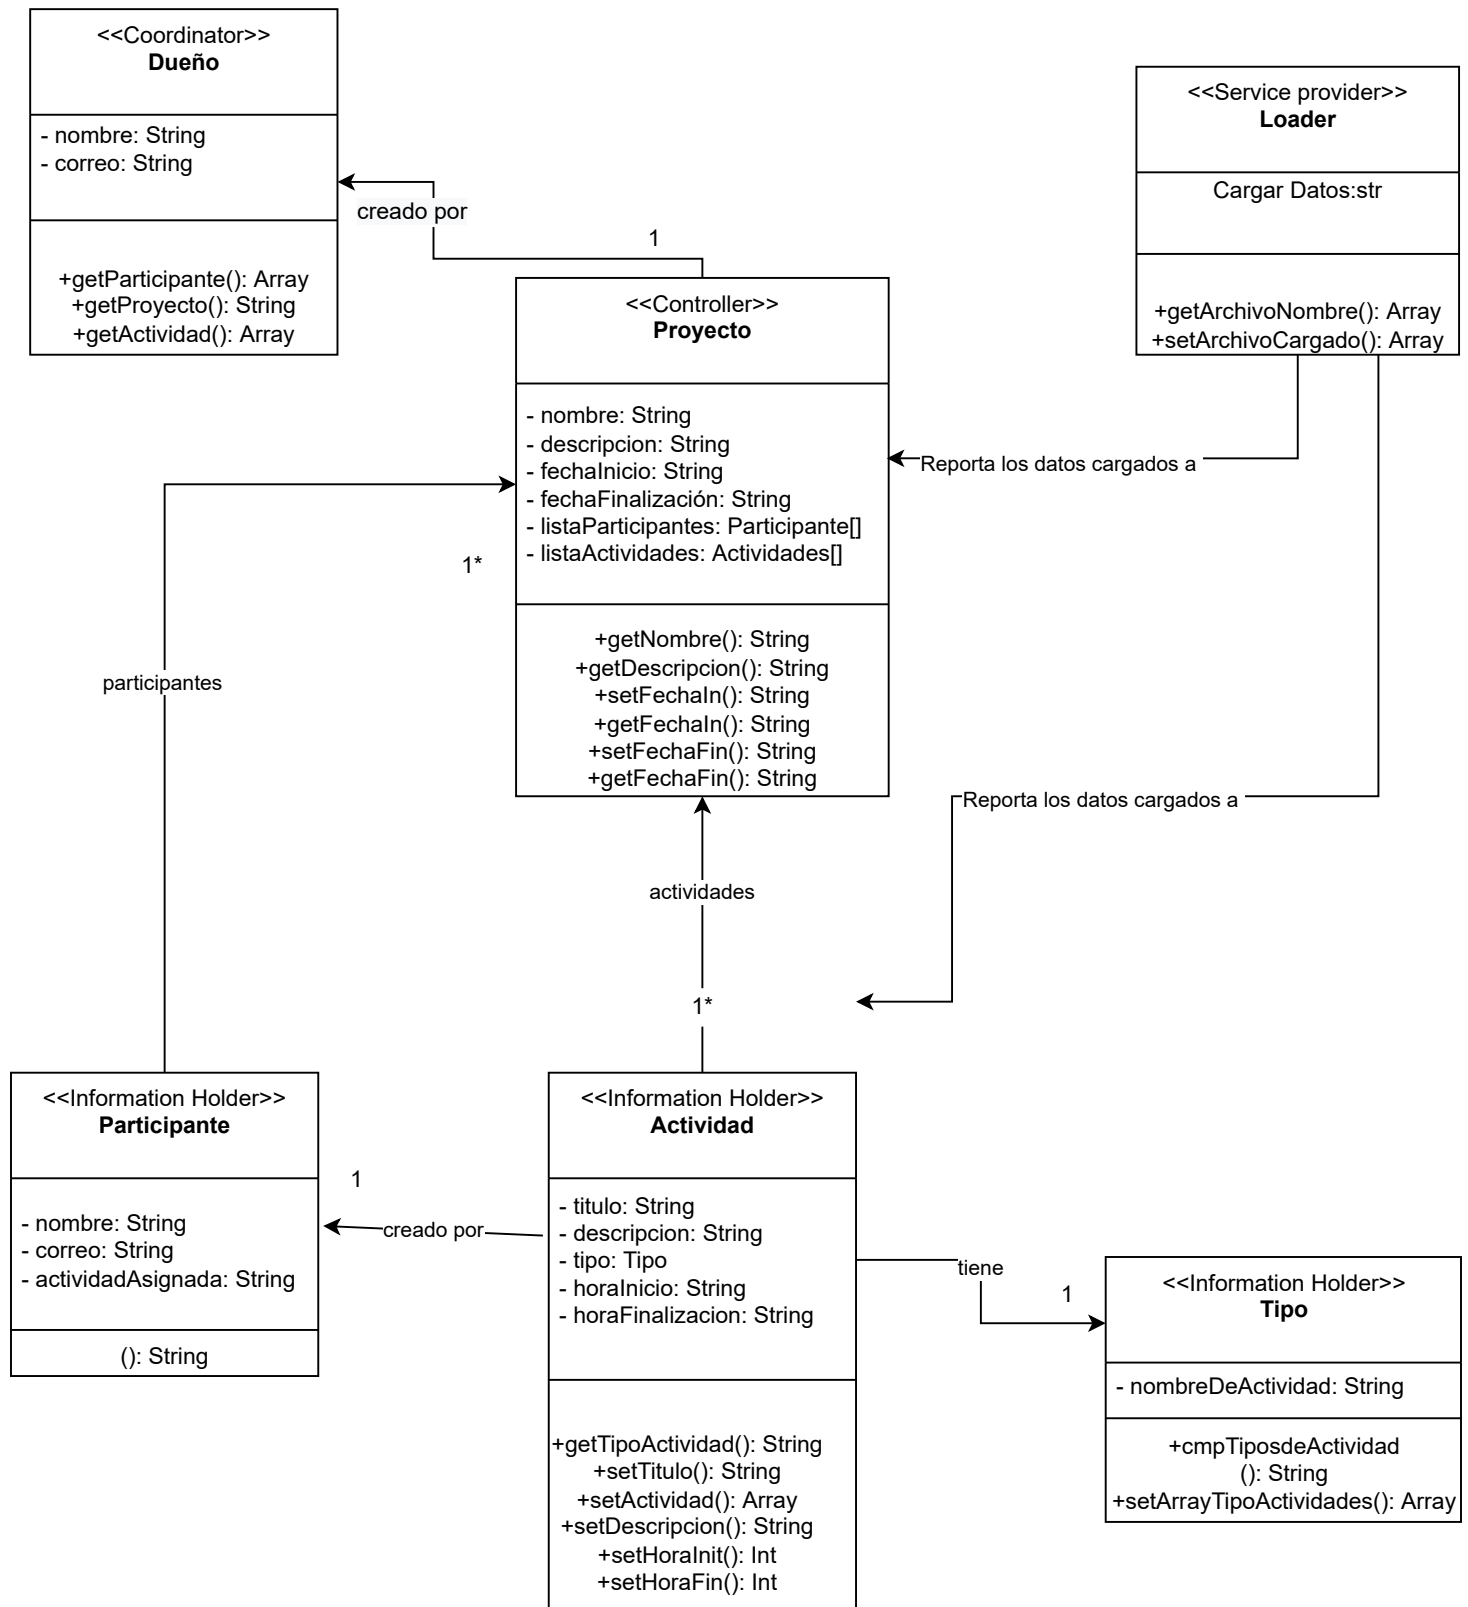 <<Coordinator>>
Dueño
- nombre: String
- correo: String
+getParticipante(): Array
+getProyecto(): String
+getActividad(): Array
<<Service provider>>
Loader
Cargar Datos:str
+getArchivoNombre(): Array
+setArchivoCargado(): Array
creado por
1
<<Controller>>
Proyecto
- nombre: String
- descripcion: String
- fechaInicio: String
- fechaFinalización: String
- listaParticipantes: Participante[]
- listaActividades: Actividades[]
+getNombre(): String
+getDescripcion(): String
+setFechaIn(): String
+getFechaIn(): String
+setFechaFin(): String
+getFechaFin(): String
Reporta los datos cargados a
1*
participantes
Reporta los datos cargados a
actividades
1*
<<Information Holder>>
Participante
- nombre: String
- correo: String
- actividadAsignada: String
(): String
1
creado por
<<Information Holder>>
Actividad
- titulo: String
- descripcion: String
- tipo: Tipo
- horaInicio: String
- horaFinalizacion: String
+getTipoActividad(): String
+setTitulo(): String
+setActividad(): Array
+setDescripcion(): String
+setHoraInit(): Int
+setHoraFin(): Int
tiene
1
<<Information Holder>>
Tipo
- nombreDeActividad: String
+cmpTiposdeActividad
(): String
+setArrayTipoActividades(): Array